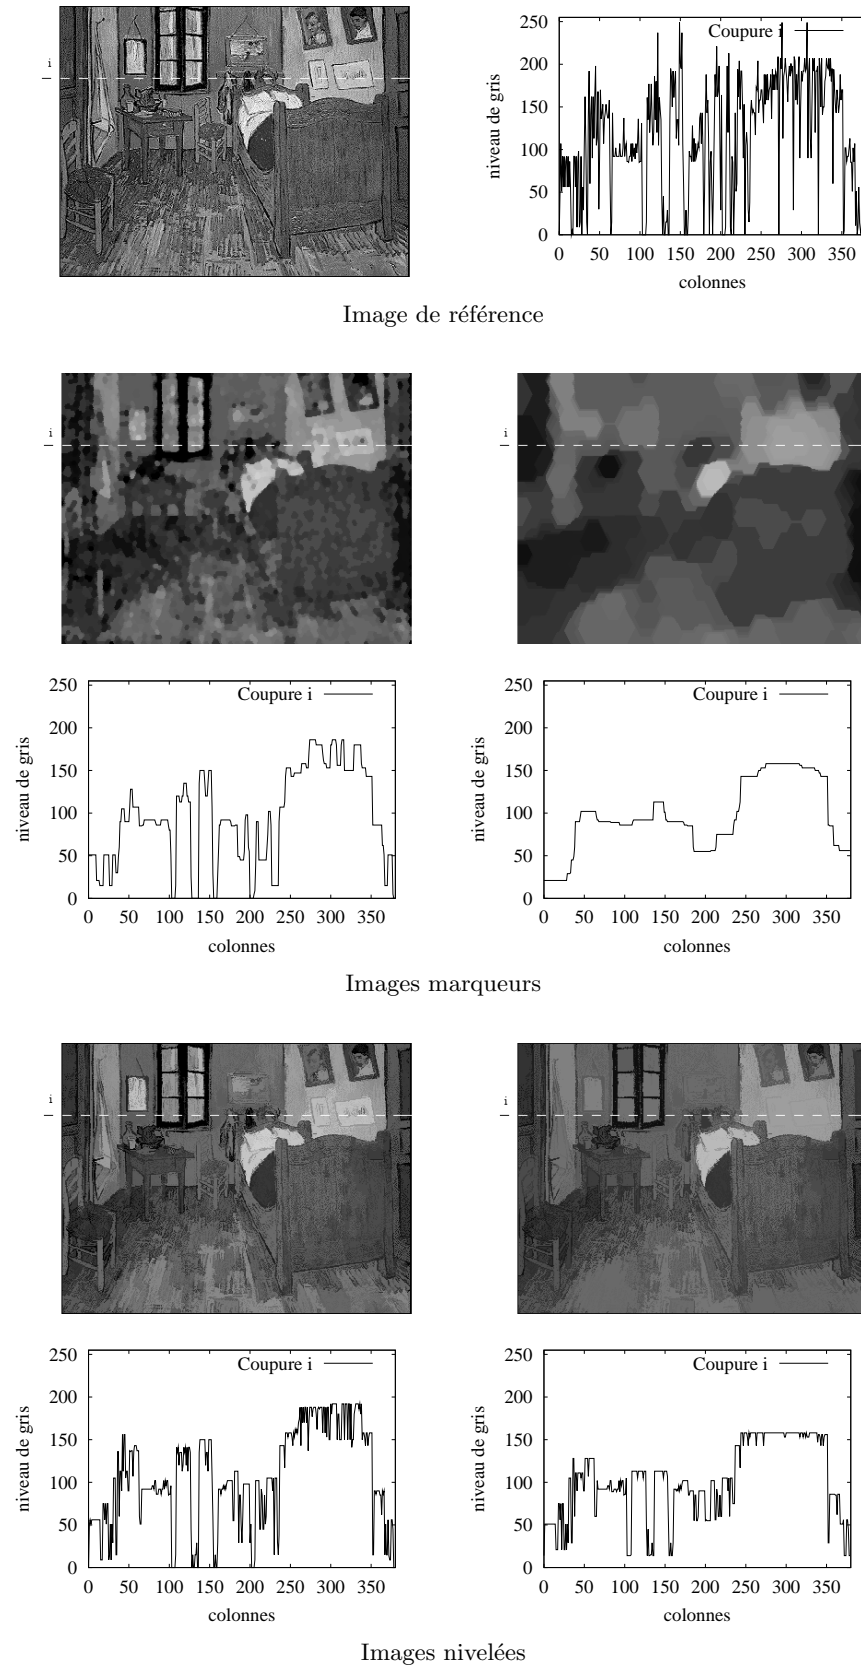 i
250
200
150
100
50
0
niveau de gris
Coupure i
0 50 100 150 200 250 300 350
colonnes
Image de référence
i
i
250
200
150
100
50
0
niveau de gris
Coupure i
0 50 100 150 200 250 300 350
colonnes
250
200
150
100
50
0
niveau de gris
Coupure i
0 50 100 150 200 250 300 350
colonnes
Images marqueurs
i
i
250
200
150
100
50
0
niveau de gris
Coupure i
0 50 100 150 200 250 300 350
colonnes
250
200
150
100
50
0
niveau de gris
Coupure i
0 50 100 150 200 250 300 350
colonnes
Images nivelées